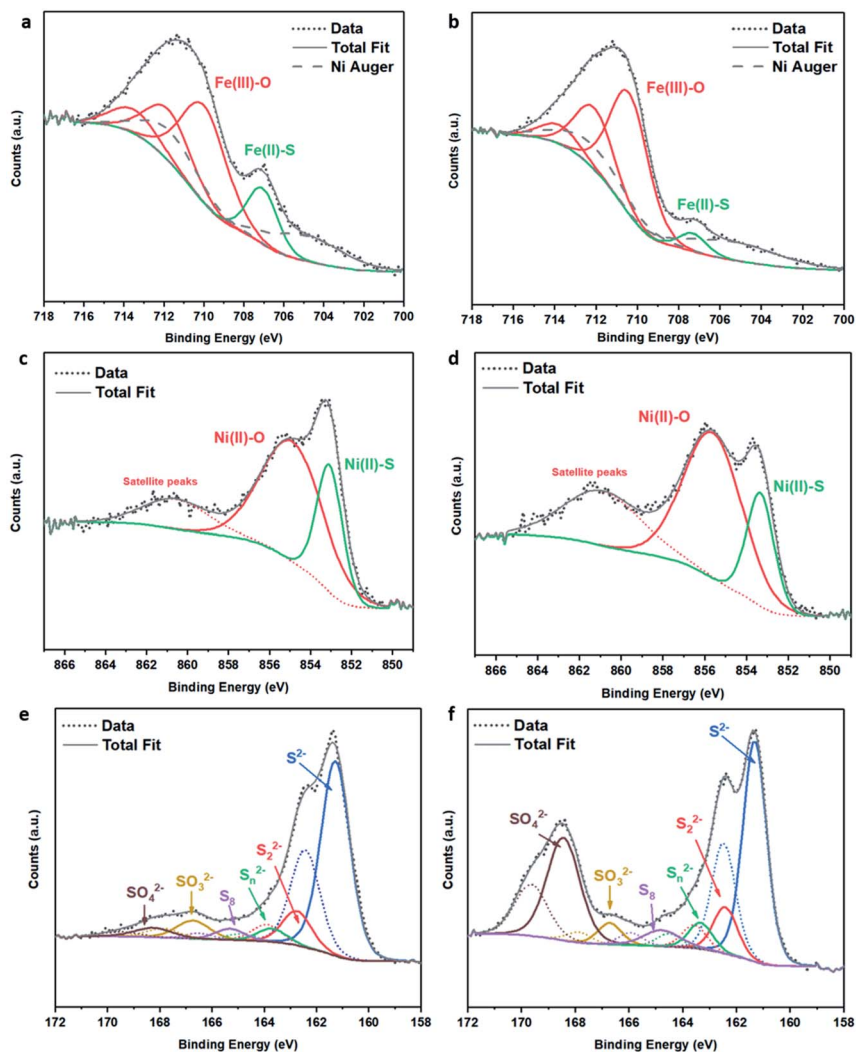 a
Data
Total Fit
Ni Auger
Fe(III)-O
Fe(II)-S
Counts (a.u.)
718 716 714 712 710 708 706 704 702 700
Binding Energy (eV)
b
Data
Total Fit
Ni Auger
Fe(III)-O
Fe(II)-S
Counts (a.u.)
718 716 714 711 709 707 704 702 700
Binding Energy (eV)
c
Data
Total Fit
Ni(II)-O
Ni(II)-S
Satellite peaks
Counts (a.u.)
866 864 862 860 858 856 854 852 850
Binding Energy (eV)
d
Data
Total Fit
Ni(II)-O
Ni(II)-S
Satellite peaks
Counts (a.u.)
866 864 862 860 858 856 854 852 850
Binding Energy (eV)
e
Data
Total Fit
S²⁻
S₂²⁻
Sₙ²⁻
S₈
SO₃²⁻
SO₄²⁻
Counts (a.u.)
172 170 168 166 164 162 160 158
Binding Energy (eV)
f
Data
Total Fit
S²⁻
SO₄²⁻
S₂²⁻
Sₙ²⁻
SO₃²⁻
S₈
Counts (a.u.)
172 170 168 165 163 162 160 158
Binding Energy (eV)